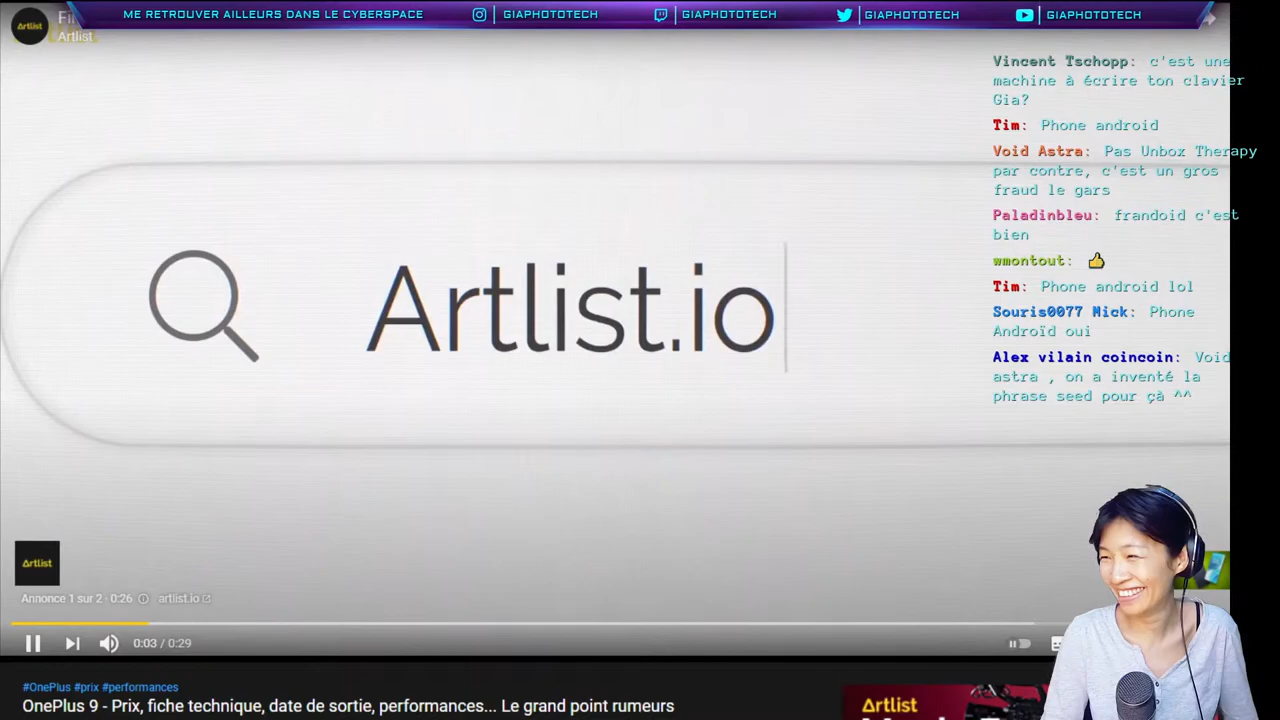 ME RETROUVER AILLEURS DANS LE CYBERSPACE
GIAPHOTOTECH
GIAPHOTOTECH
GIAPHOTOTECH
GIAPHOTOTECH
Artlist
Artlist
Vincent Tschopp: c'est une
machine à écrire ton clavier
Gia?
Tim: Phone android
Void Astra: Pas Unbox Therapy
par contre, c'est un gros
fraud le gars
Paladinbleu: frandoid c'est
bien
wmontout: 👍
Tim: Phone android lol
Souris0077 Mick: Phone
Androïd oui
Alex vilain coincoin: Void
astra , on a inventé la
phrase seed pour çà ^^
Artlist.io
Artlist
Annonce 1 sur 2 · 0:26
artlist.io
0:03 / 0:29
#OnePlus #prix #performances
OnePlus 9 - Prix, fiche technique, date de sortie, performances... Le grand point rumeurs
Artlist